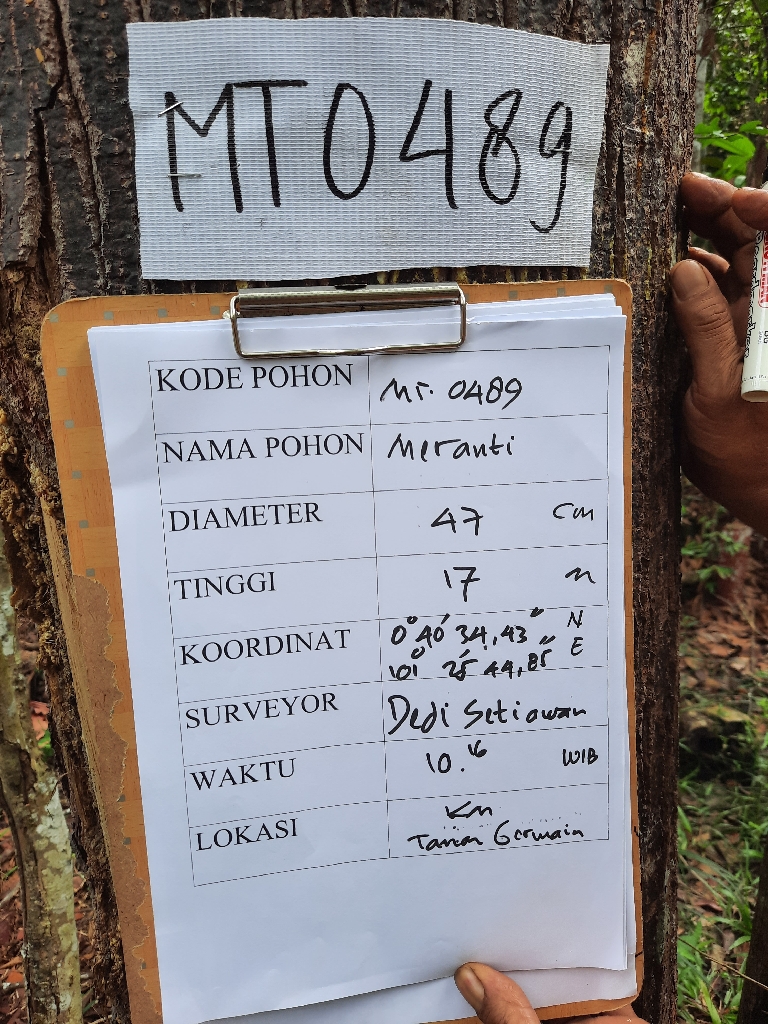 MT0489
KODE POHON MT. 0489
NAMA POHON Meranti
DIAMETER 47 cm
TINGGI 17 m
KOORDINAT 0° 40' 34,43" N
101° 25' 44,85" E
SURVEYOR Dedi Setiawan
WAKTU 10.16 WIB
LOKASI Km
Germain